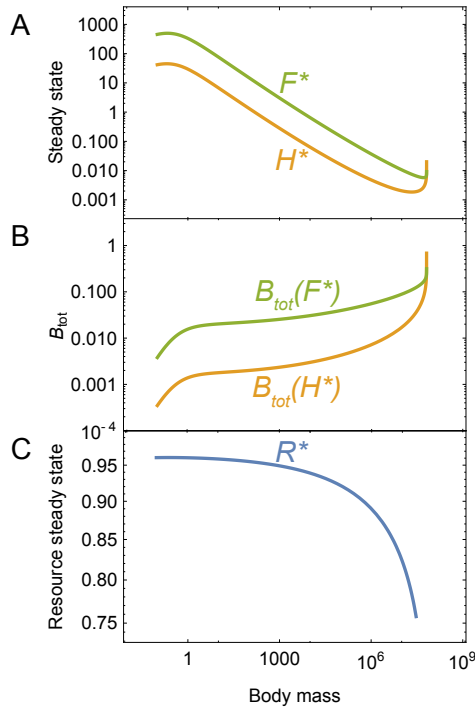 A
Steady state
1000
100
10
1
0.100
0.010
0.001
F*
H*
B
B_tot
1
0.100
0.010
0.001
10⁻⁴
B_tot(F*)
B_tot(H*)
C
Resource steady state
0.95
0.90
0.85
0.80
0.75
R*
1 1000 10⁶ 10⁹
Body mass